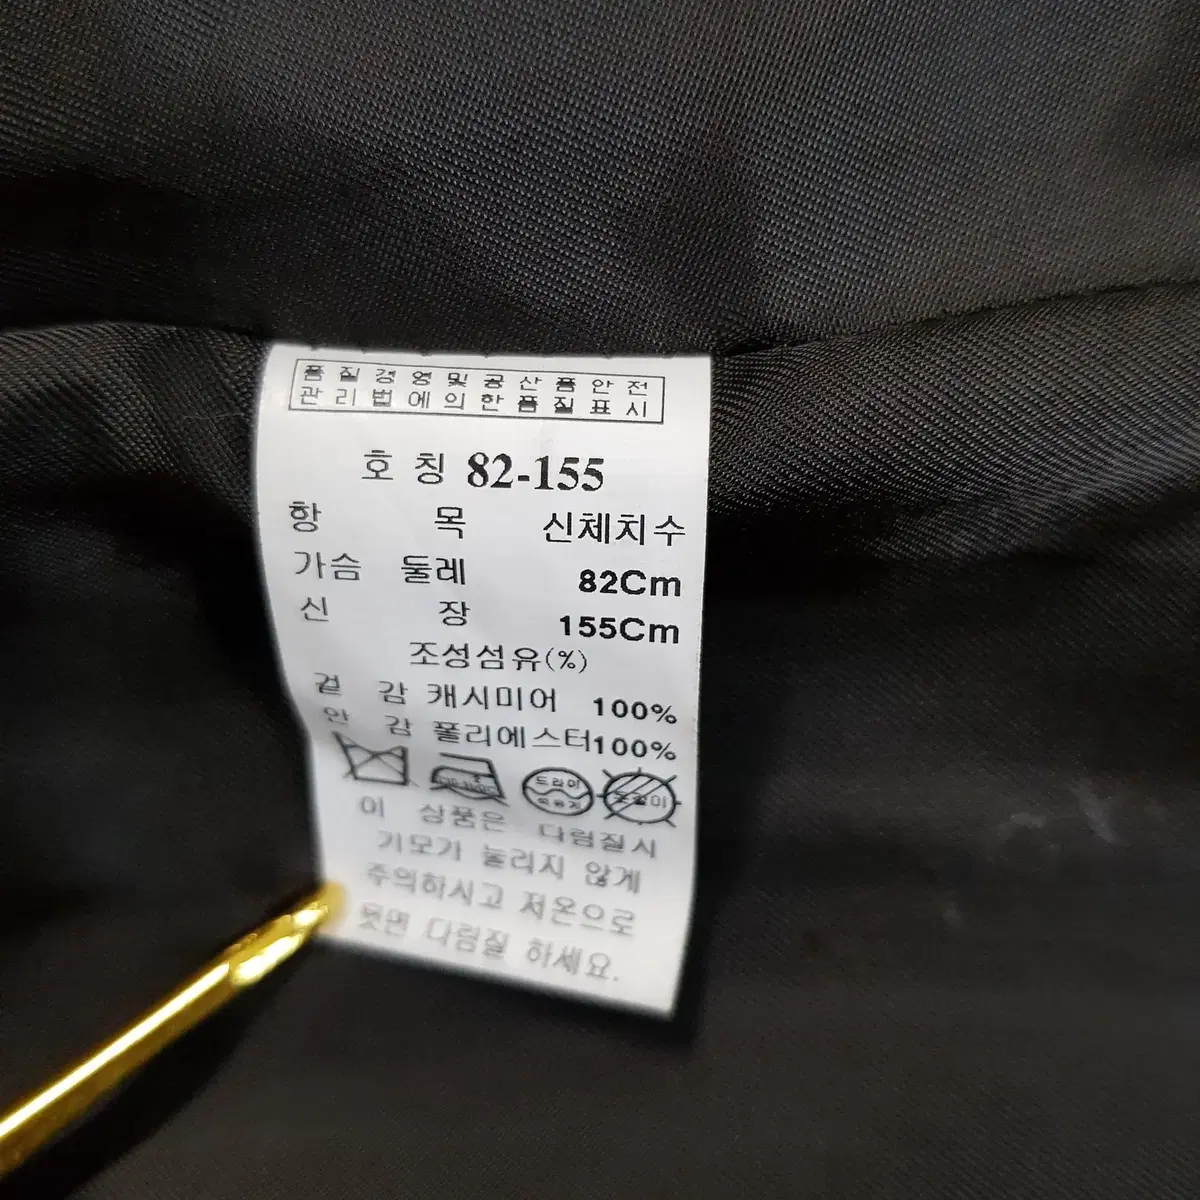 품질경영및공산품안전
관리법에의한품질표시
호칭 82-155
항 목 신체치수
가슴 둘레 82Cm
신 장 155Cm
조성섬유(%)
겉 감 캐시미어 100%
안 감 폴리에스터100%
드라이
이 상품은 다림질시
기모가 눌리지 않게
주의하시고 저온으로
뒷면 다림질 하세요.